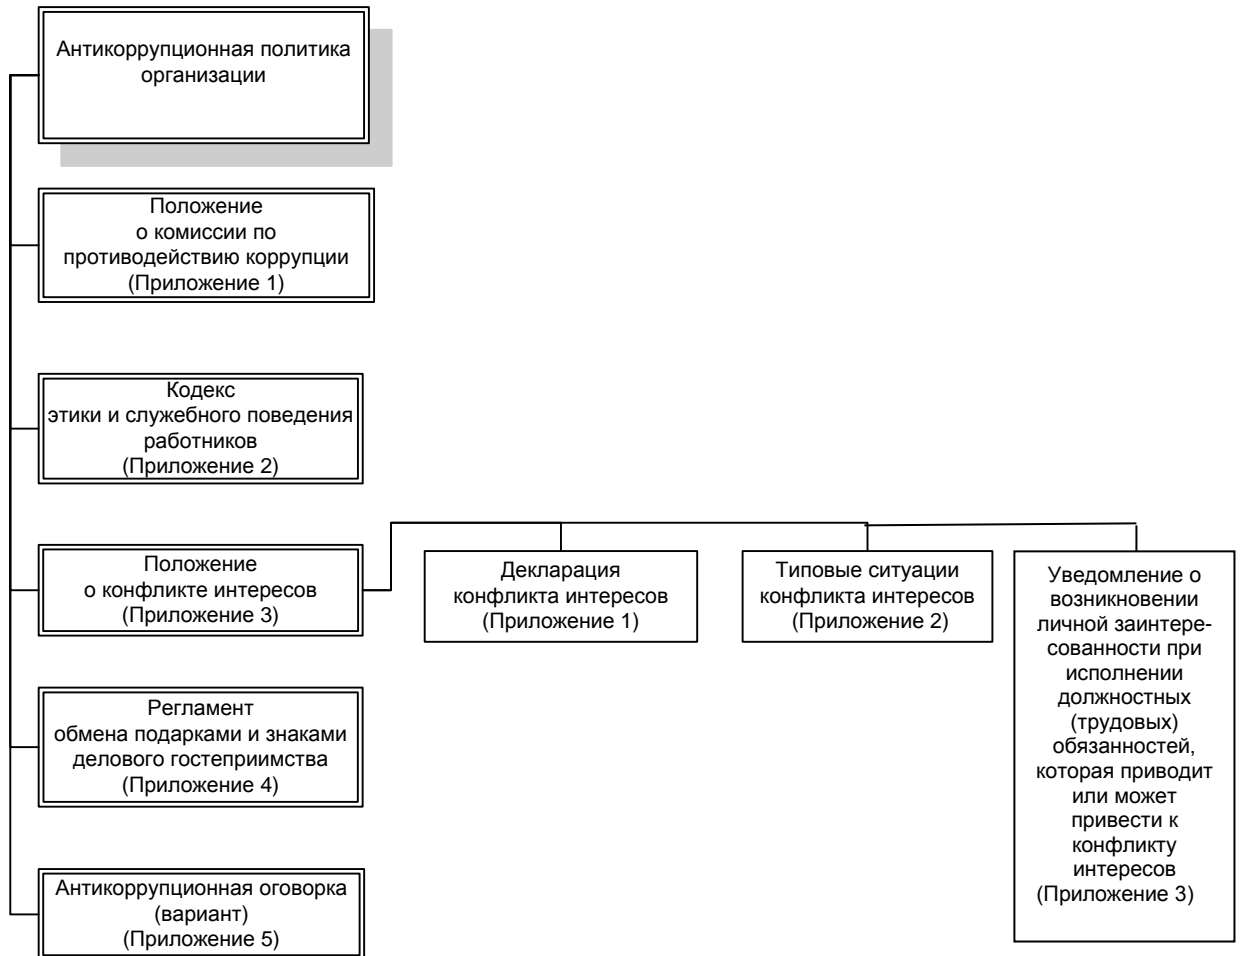 Антикоррупционная политика
организации
Положение
о комиссии по
противодействию коррупции
(Приложение 1)
Кодекс
этики и служебного поведения
работников
(Приложение 2)
Положение
о конфликте интересов
(Приложение 3)
Декларация
конфликта интересов
(Приложение 1)
Типовые ситуации
конфликта интересов
(Приложение 2)
Уведомление о
возникновении
личной заинтере-
сованности при
исполнении
должностных
(трудовых)
обязанностей,
которая приводит
или может
привести к
конфликту
интересов
(Приложение 3)
Регламент
обмена подарками и знаками
делового гостеприимства
(Приложение 4)
Антикоррупционная оговорка
(вариант)
(Приложение 5)